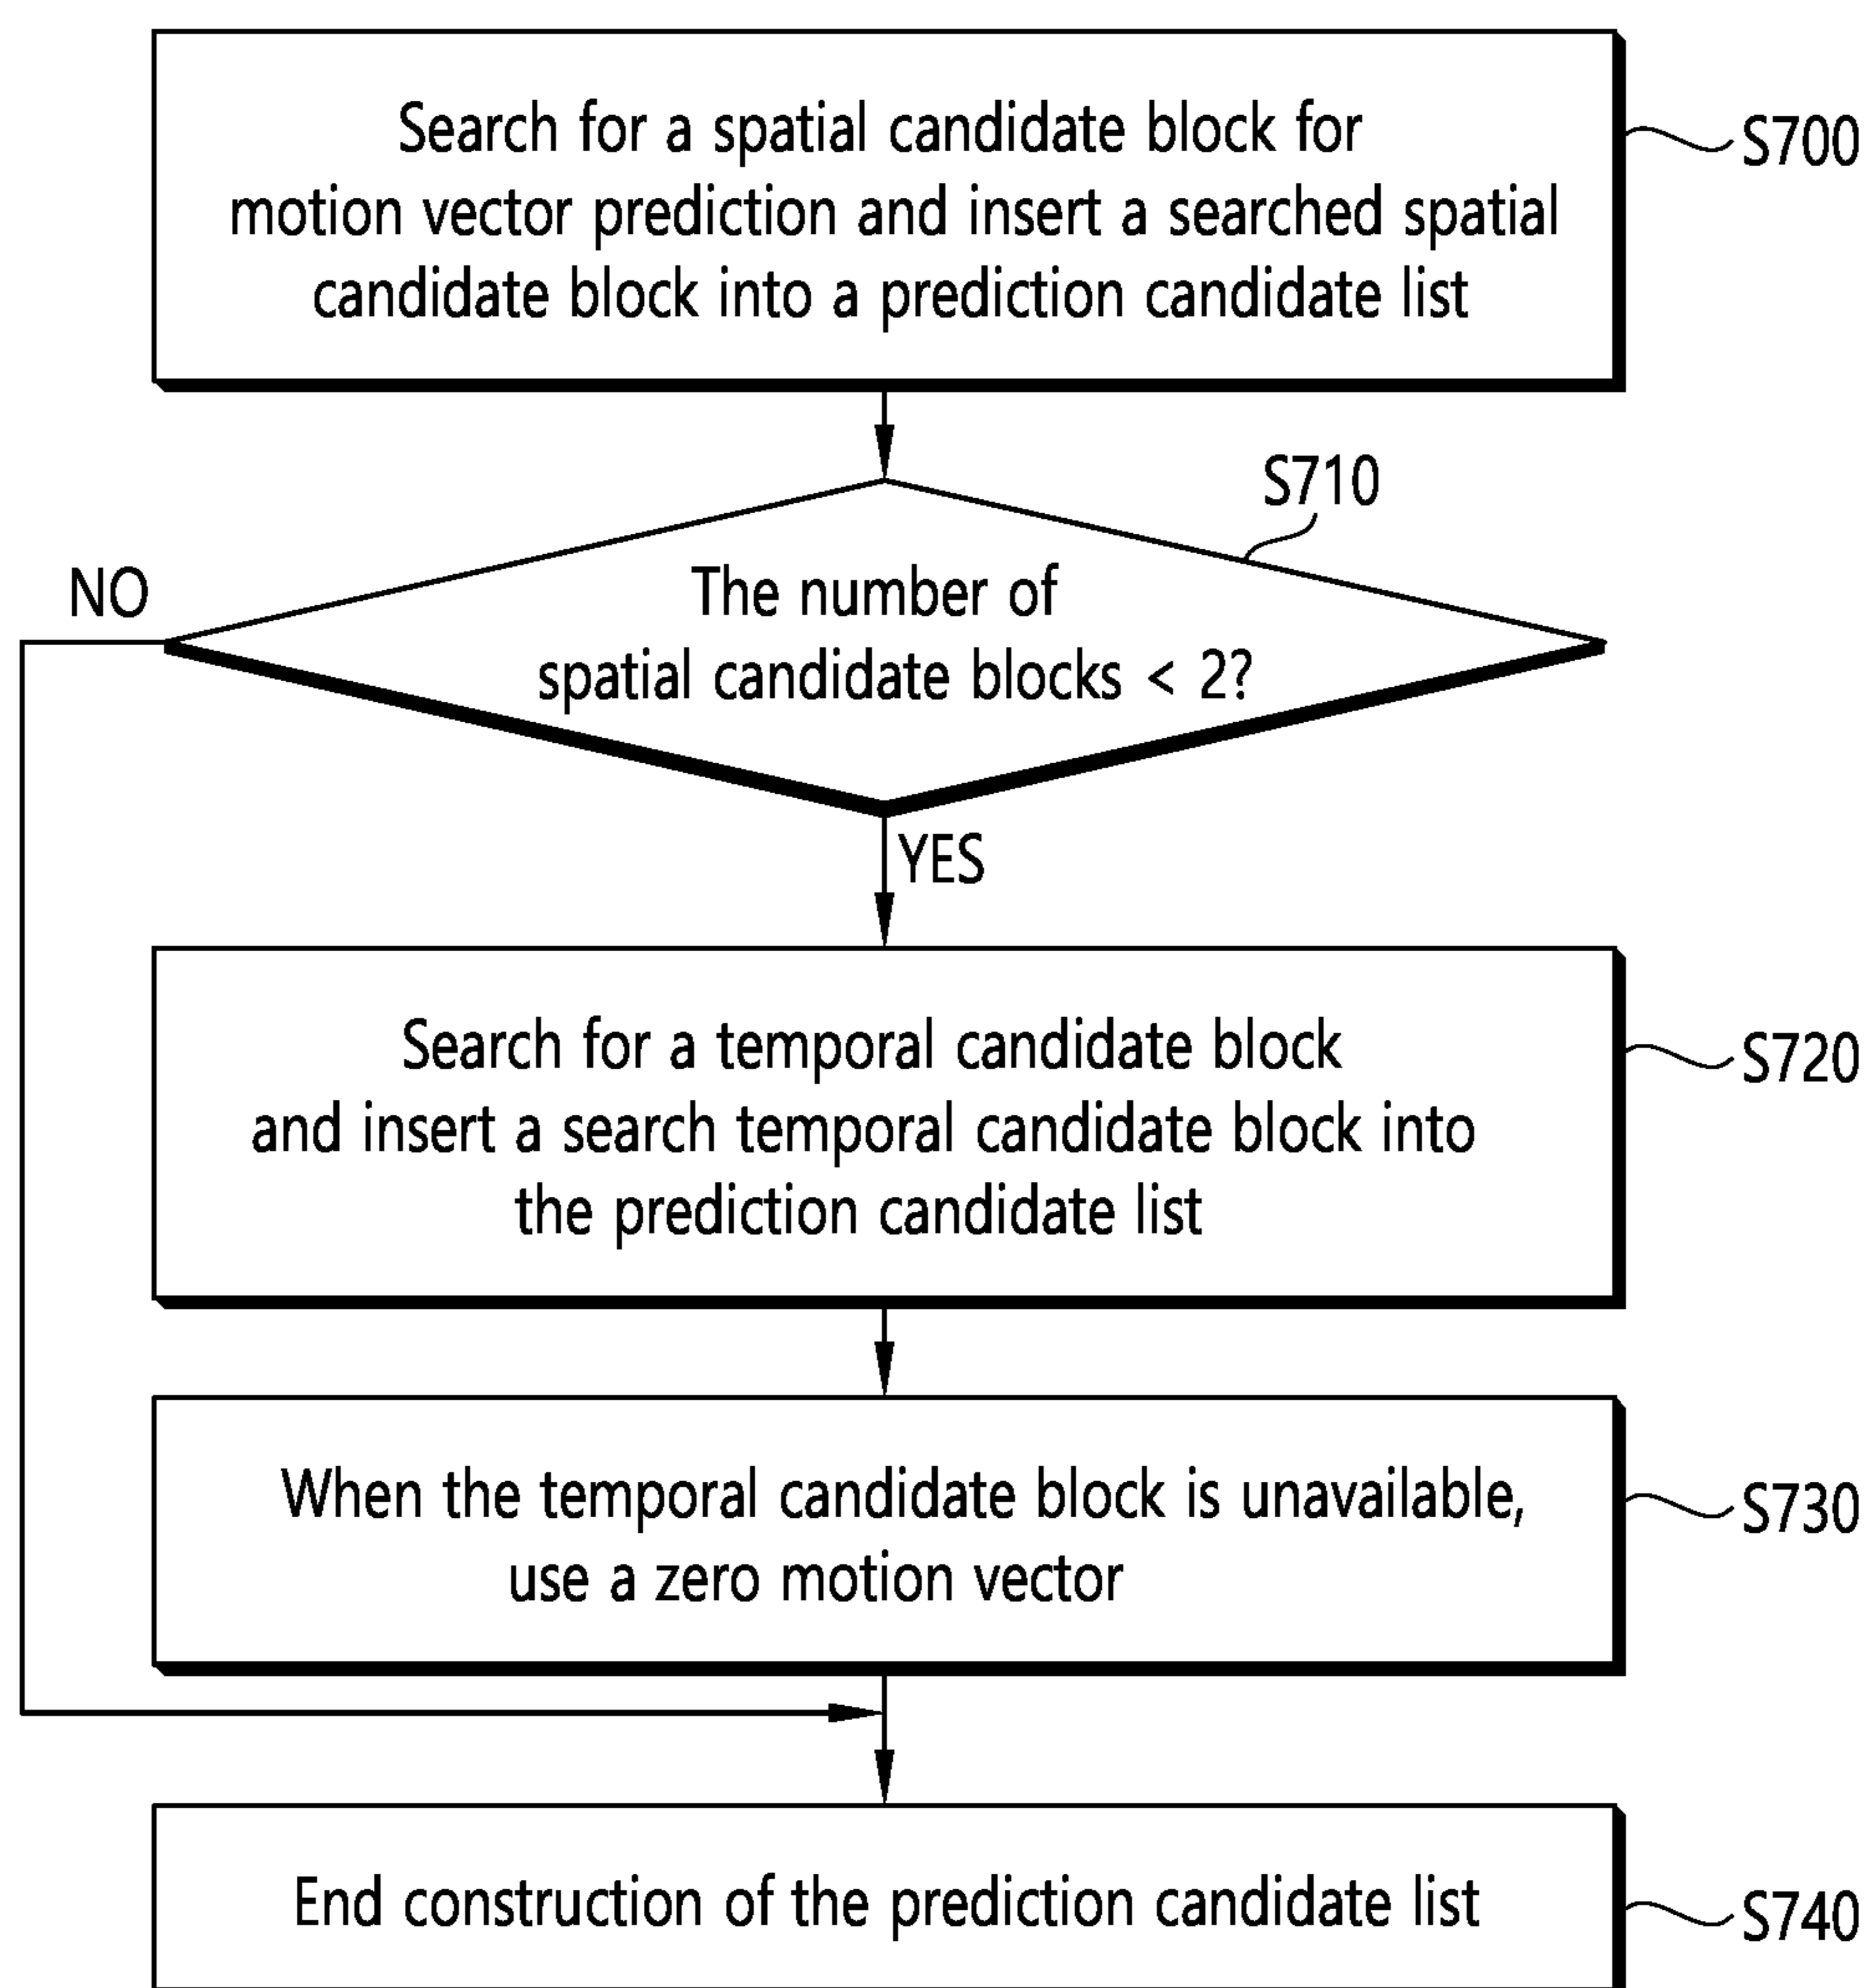 Search for a spatial candidate block for
motion vector prediction and insert a searched spatial
candidate block into a prediction candidate list
S700
S710
NO
The number of
spatial candidate blocks < 2?
YES
Search for a temporal candidate block
and insert a search temporal candidate block into
the prediction candidate list
S720
When the temporal candidate block is unavailable,
use a zero motion vector
S730
End construction of the prediction candidate list
S740